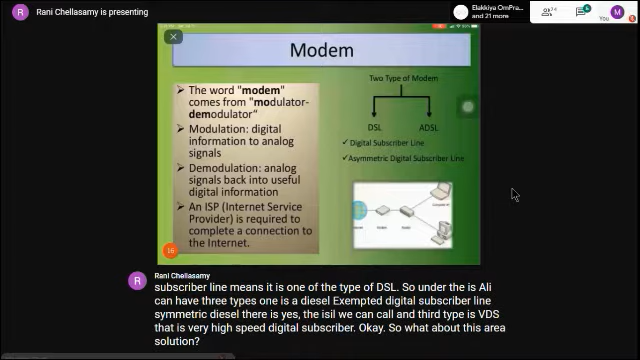 R Rani Chellasamy is presenting
Elakkiya OmPra...
and 21 more
24
6
M
You
Modem
➢ The word "modem"
comes from "modulator-
demodulator"
➢ Modulation: digital
information to analog
signals
➢ Demodulation: analog
signals back into useful
digital information
➢ An ISP (Internet Service
Provider) is required to
complete a connection to
the Internet.
16
Two Type of Modem
DSL ADSL
✓ Digital Subscriber Line
✓ Asymmetric Digital Subscriber Line
R Rani Chellasamy
subscriber line means it is one of the type of DSL. So under the is Ali
can have three types one is a diesel Exempted digital subscriber line
symmetric diesel there is yes, the isil we can call and third type is VDS
that is very high speed digital subscriber. Okay. So what about this area
solution?